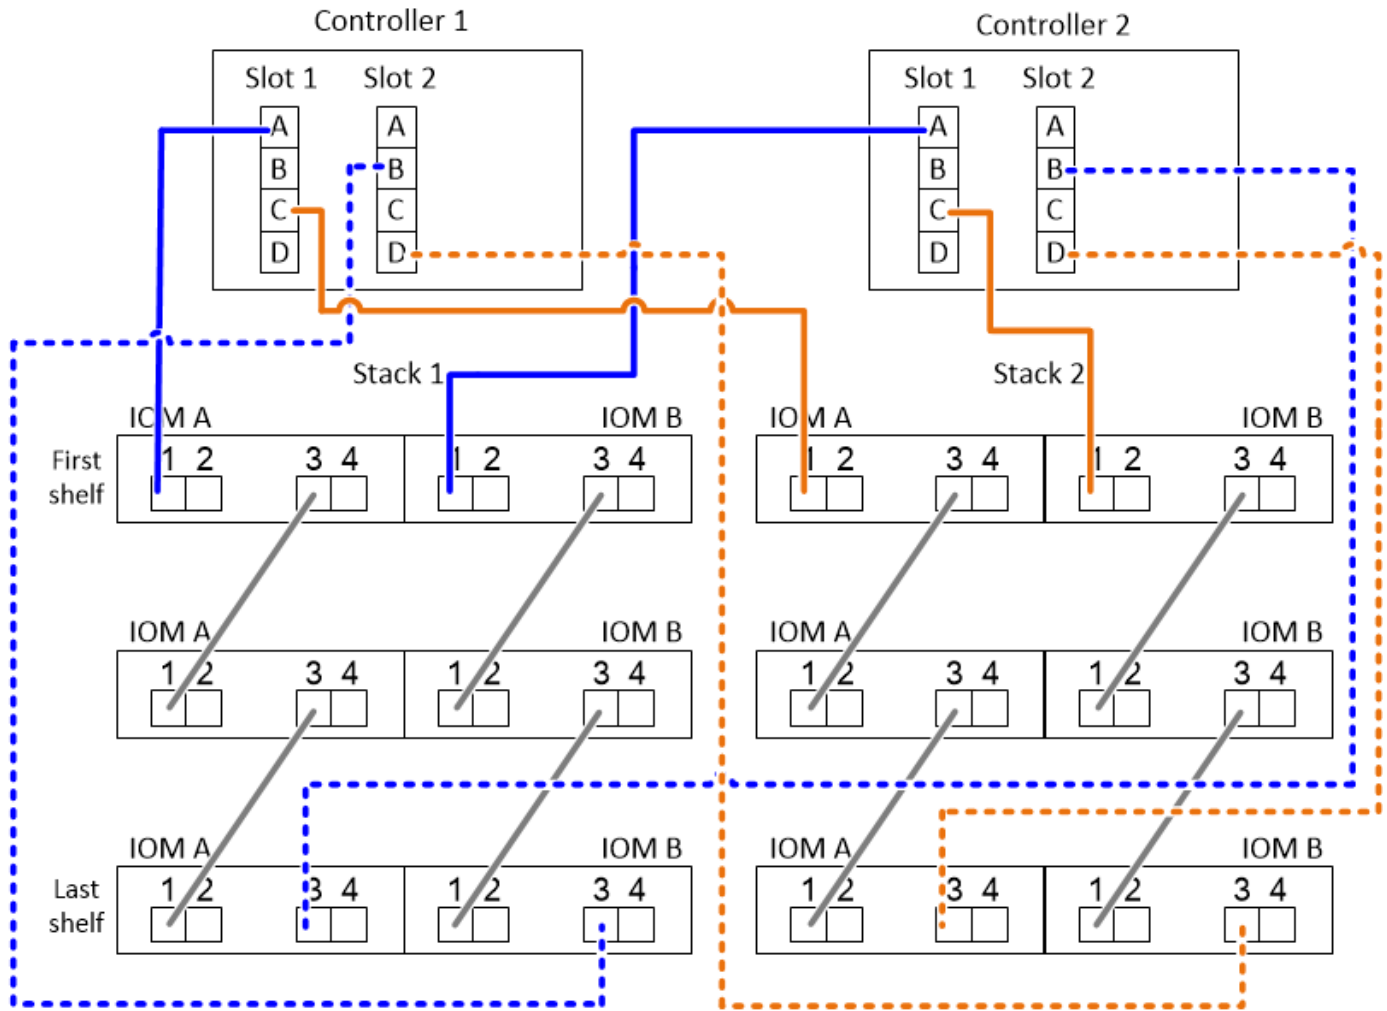 Controller 1
Controller 2
Slot 1 Slot 2
Slot 1 Slot 2
A A
A A
B B
B B
C C
C C
D D
D D
Stack 1
Stack 2
IOM A IOM B
IOM A IOM B
First
shelf
1 2 3 4 1 2 3 4
1 2 3 4 1 2 3 4
IOM A IOM B
IOM A IOM B
1 2 3 4 1 2 3 4
1 2 3 4 1 2 3 4
IOM A IOM B
IOM A IOM B
Last
shelf
1 2 3 4 1 2 3 4
1 2 3 4 1 2 3 4